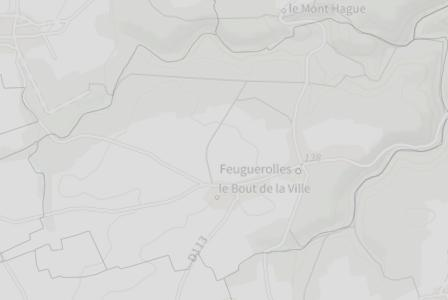 le Mont Hague
138
Feuguerolles
le Bout de la Ville
D113